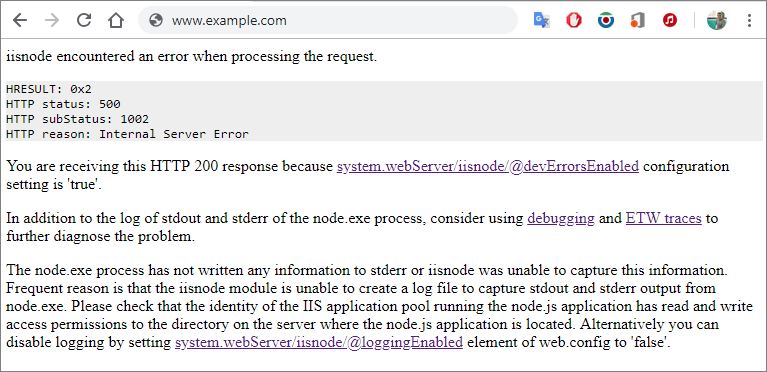 www.example.com
iisnode encountered an error when processing the request.
HRESULT: 0x2
HTTP status: 500
HTTP subStatus: 1002
HTTP reason: Internal Server Error
You are receiving this HTTP 200 response because system.webServer/iisnode/@devErrorsEnabled configuration
setting is 'true'.
In addition to the log of stdout and stderr of the node.exe process, consider using debugging and ETW traces to
further diagnose the problem.
The node.exe process has not written any information to stderr or iisnode was unable to capture this information.
Frequent reason is that the iisnode module is unable to create a log file to capture stdout and stderr output from
node.exe. Please check that the identity of the IIS application pool running the node.js application has read and write
access permissions to the directory on the server where the node.js application is located. Alternatively you can
disable logging by setting system.webServer/iisnode/@loggingEnabled element of web.config to 'false'.